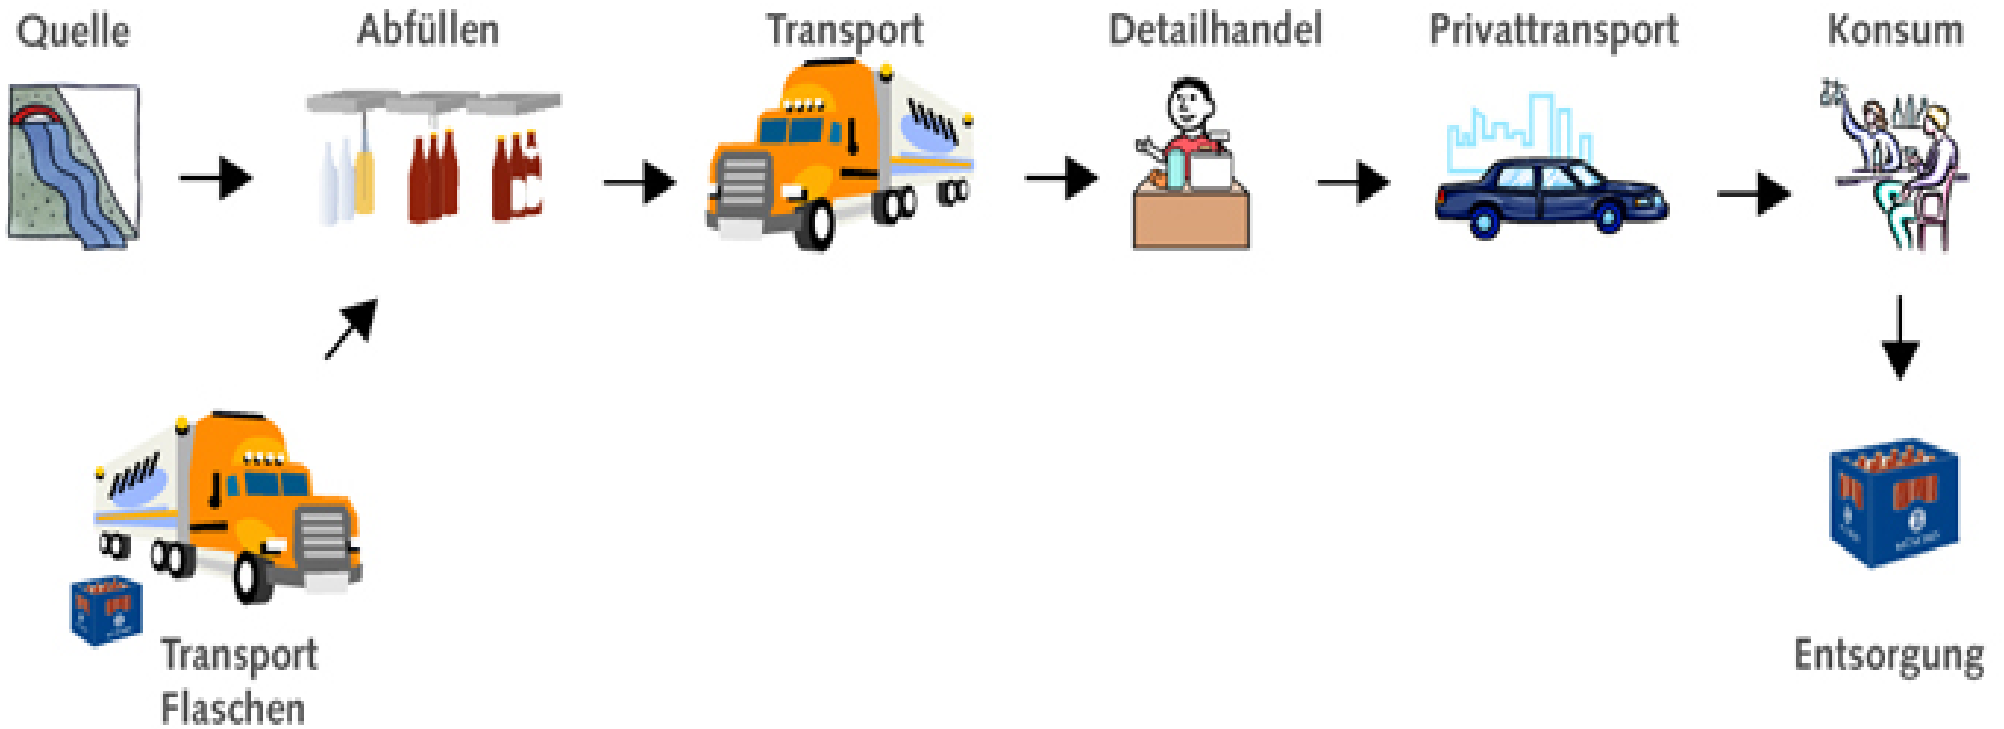 Quelle
Abfüllen
Transport
Detailhandel
Privattransport
Konsum
Transport
Flaschen
Entsorgung